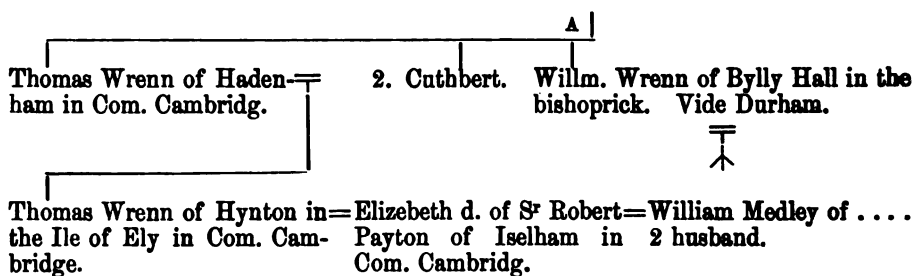 A
Thomas Wrenn of Haden-
ham in Com. Cambridg.
2. Cuthbert.
Willm. Wrenn of Bylly Hall in the
bishoprick. Vide Durham.
Thomas Wrenn of Hynton in=
the Ile of Ely in Com. Cam-
bridge.
Elizebeth d. of Sr Robert=
Payton of Iselham in
Com. Cambridg.
William Medley of ....
2 husband.